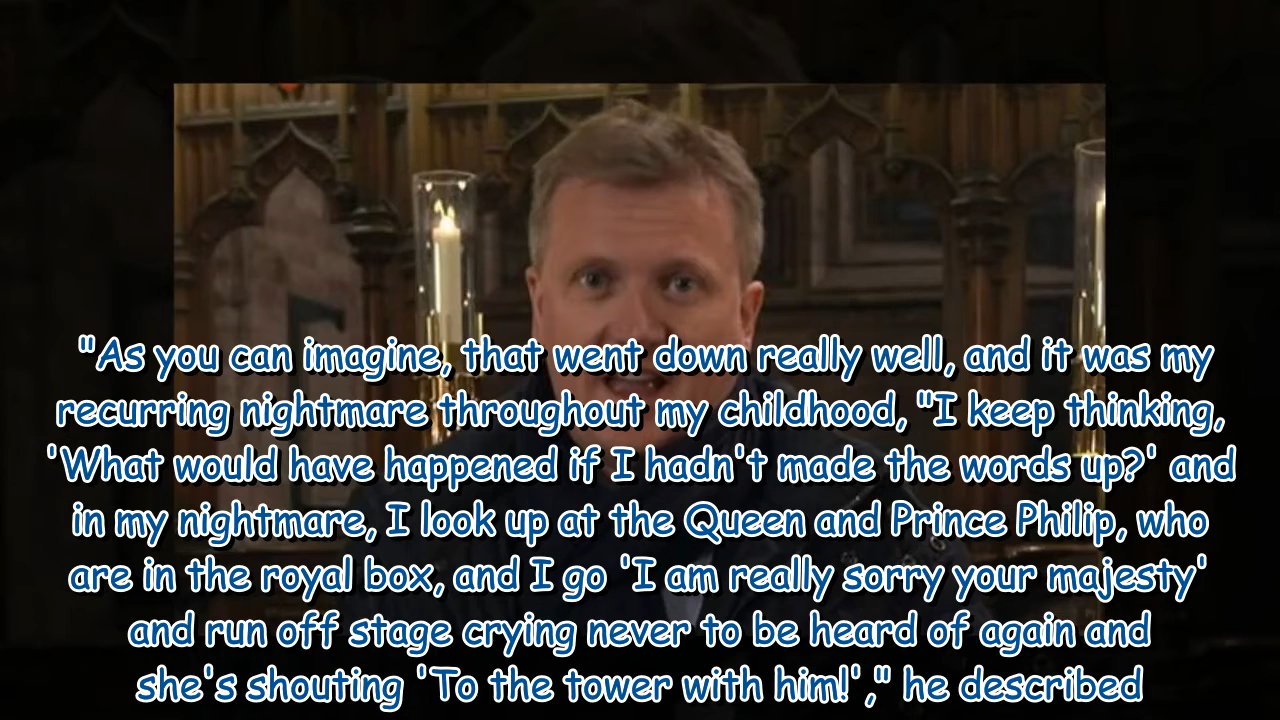 "As you can imagine, that went down really well, and it was my
recurring nightmare throughout my childhood, "I keep thinking,
'What would have happened if I hadn't made the words up?' and
in my nightmare, I look up at the Queen and Prince Philip, who
are in the royal box, and I go 'I am really sorry your majesty'
and run off stage crying never to be heard of again and
she's shouting 'To the tower with him!'," he described